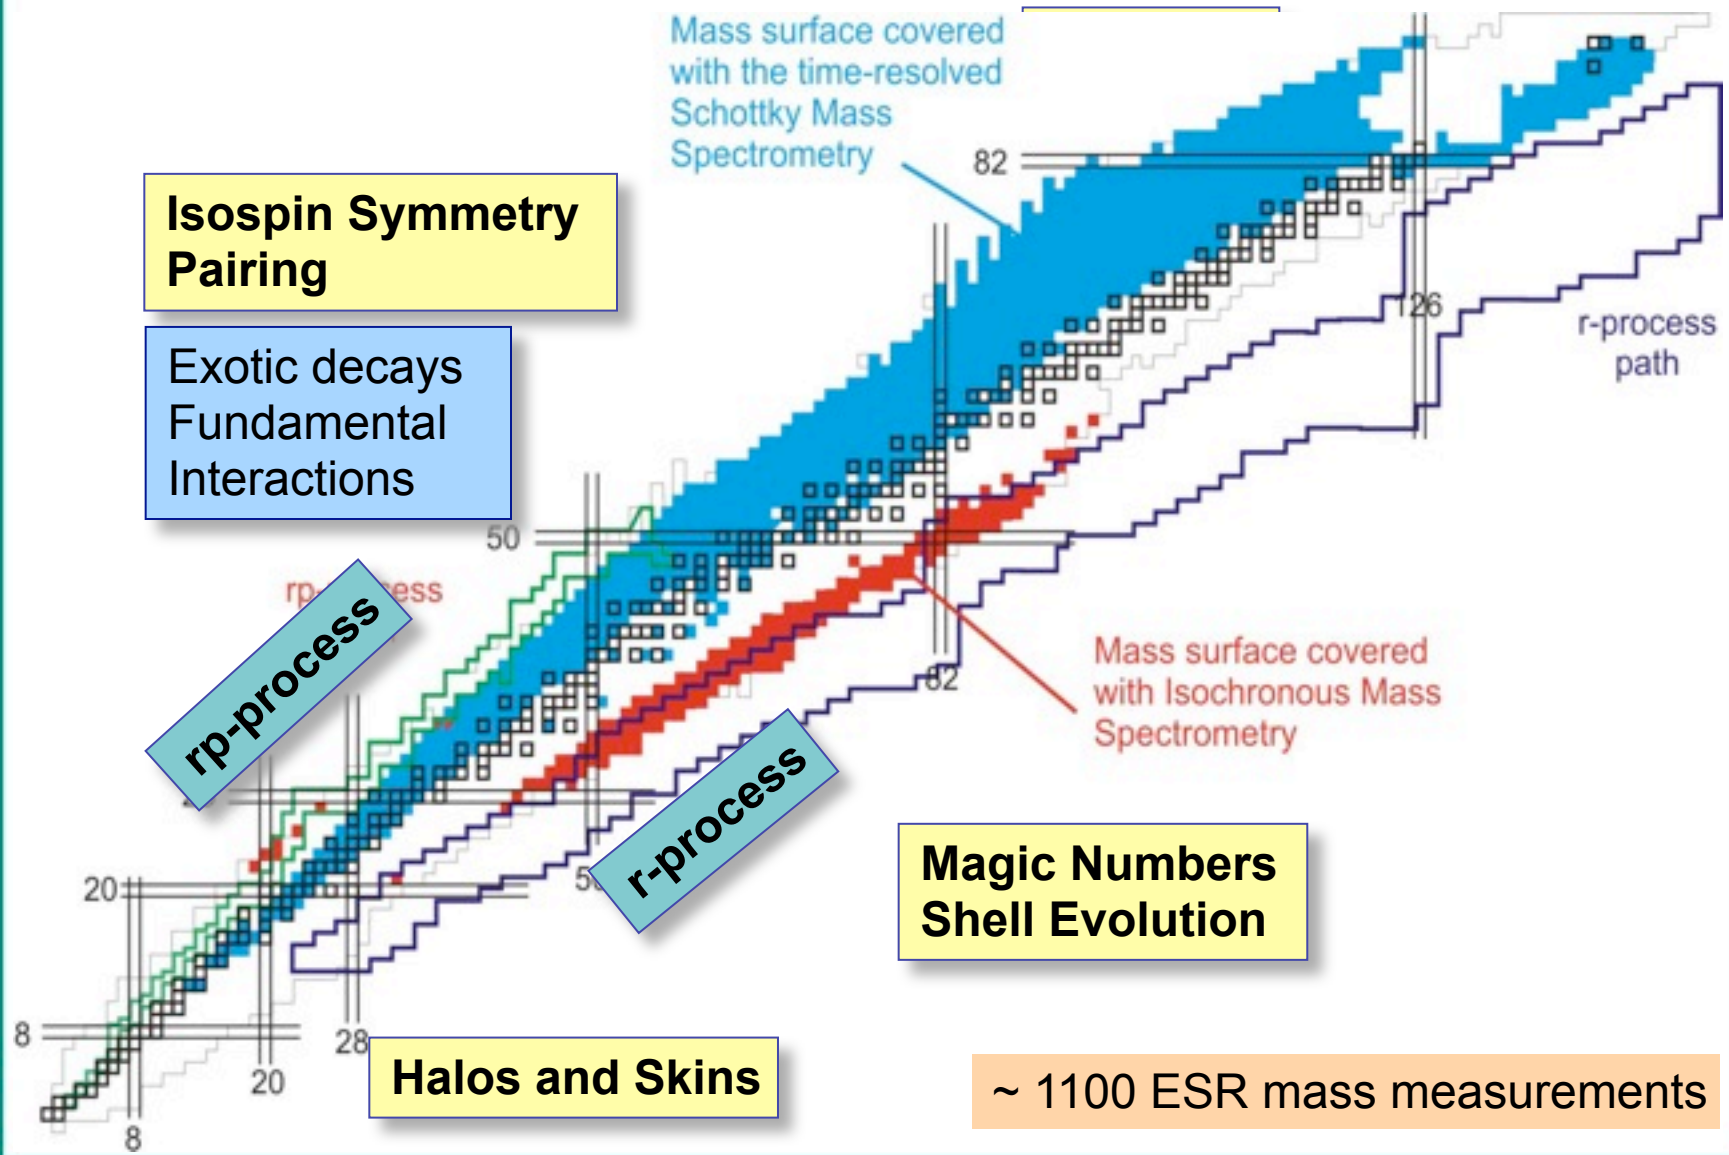 Mass surface covered
with the time-resolved
Schottky Mass
Spectrometry
82
Isospin Symmetry
Pairing
126
r-process
path
Exotic decays
Fundamental
Interactions
50
rp-process
Mass surface covered
with Isochronous Mass
Spectrometry
82
r-process
Magic Numbers
Shell Evolution
20
8
28
Halos and Skins
20
~ 1100 ESR mass measurements
8